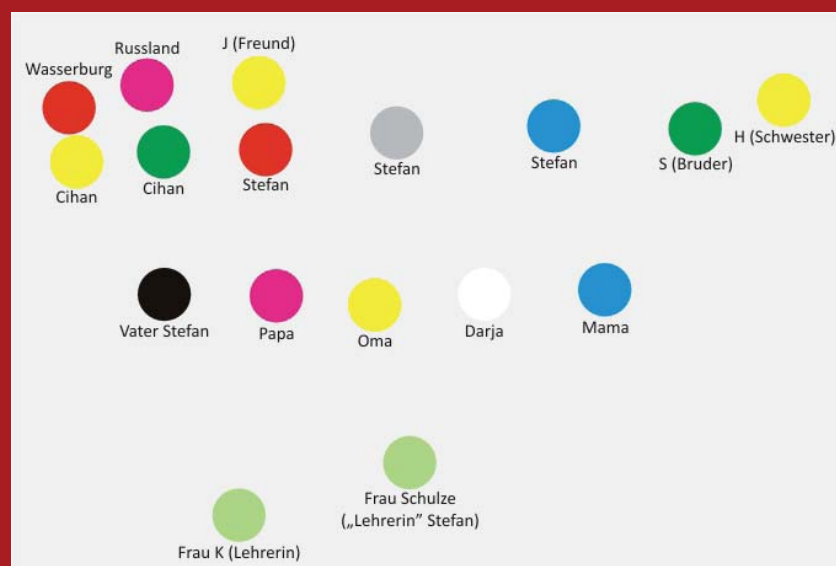 J (Freund)
Russland
Wasserburg
H (Schwester)
S (Bruder)
Stefan
Stefan
Stefan
Cihan
Cihan
Vater Stefan
Papa
Oma
Darja
Mama
Frau Schulze
(„Lehrerin” Stefan)
Frau K (Lehrerin)